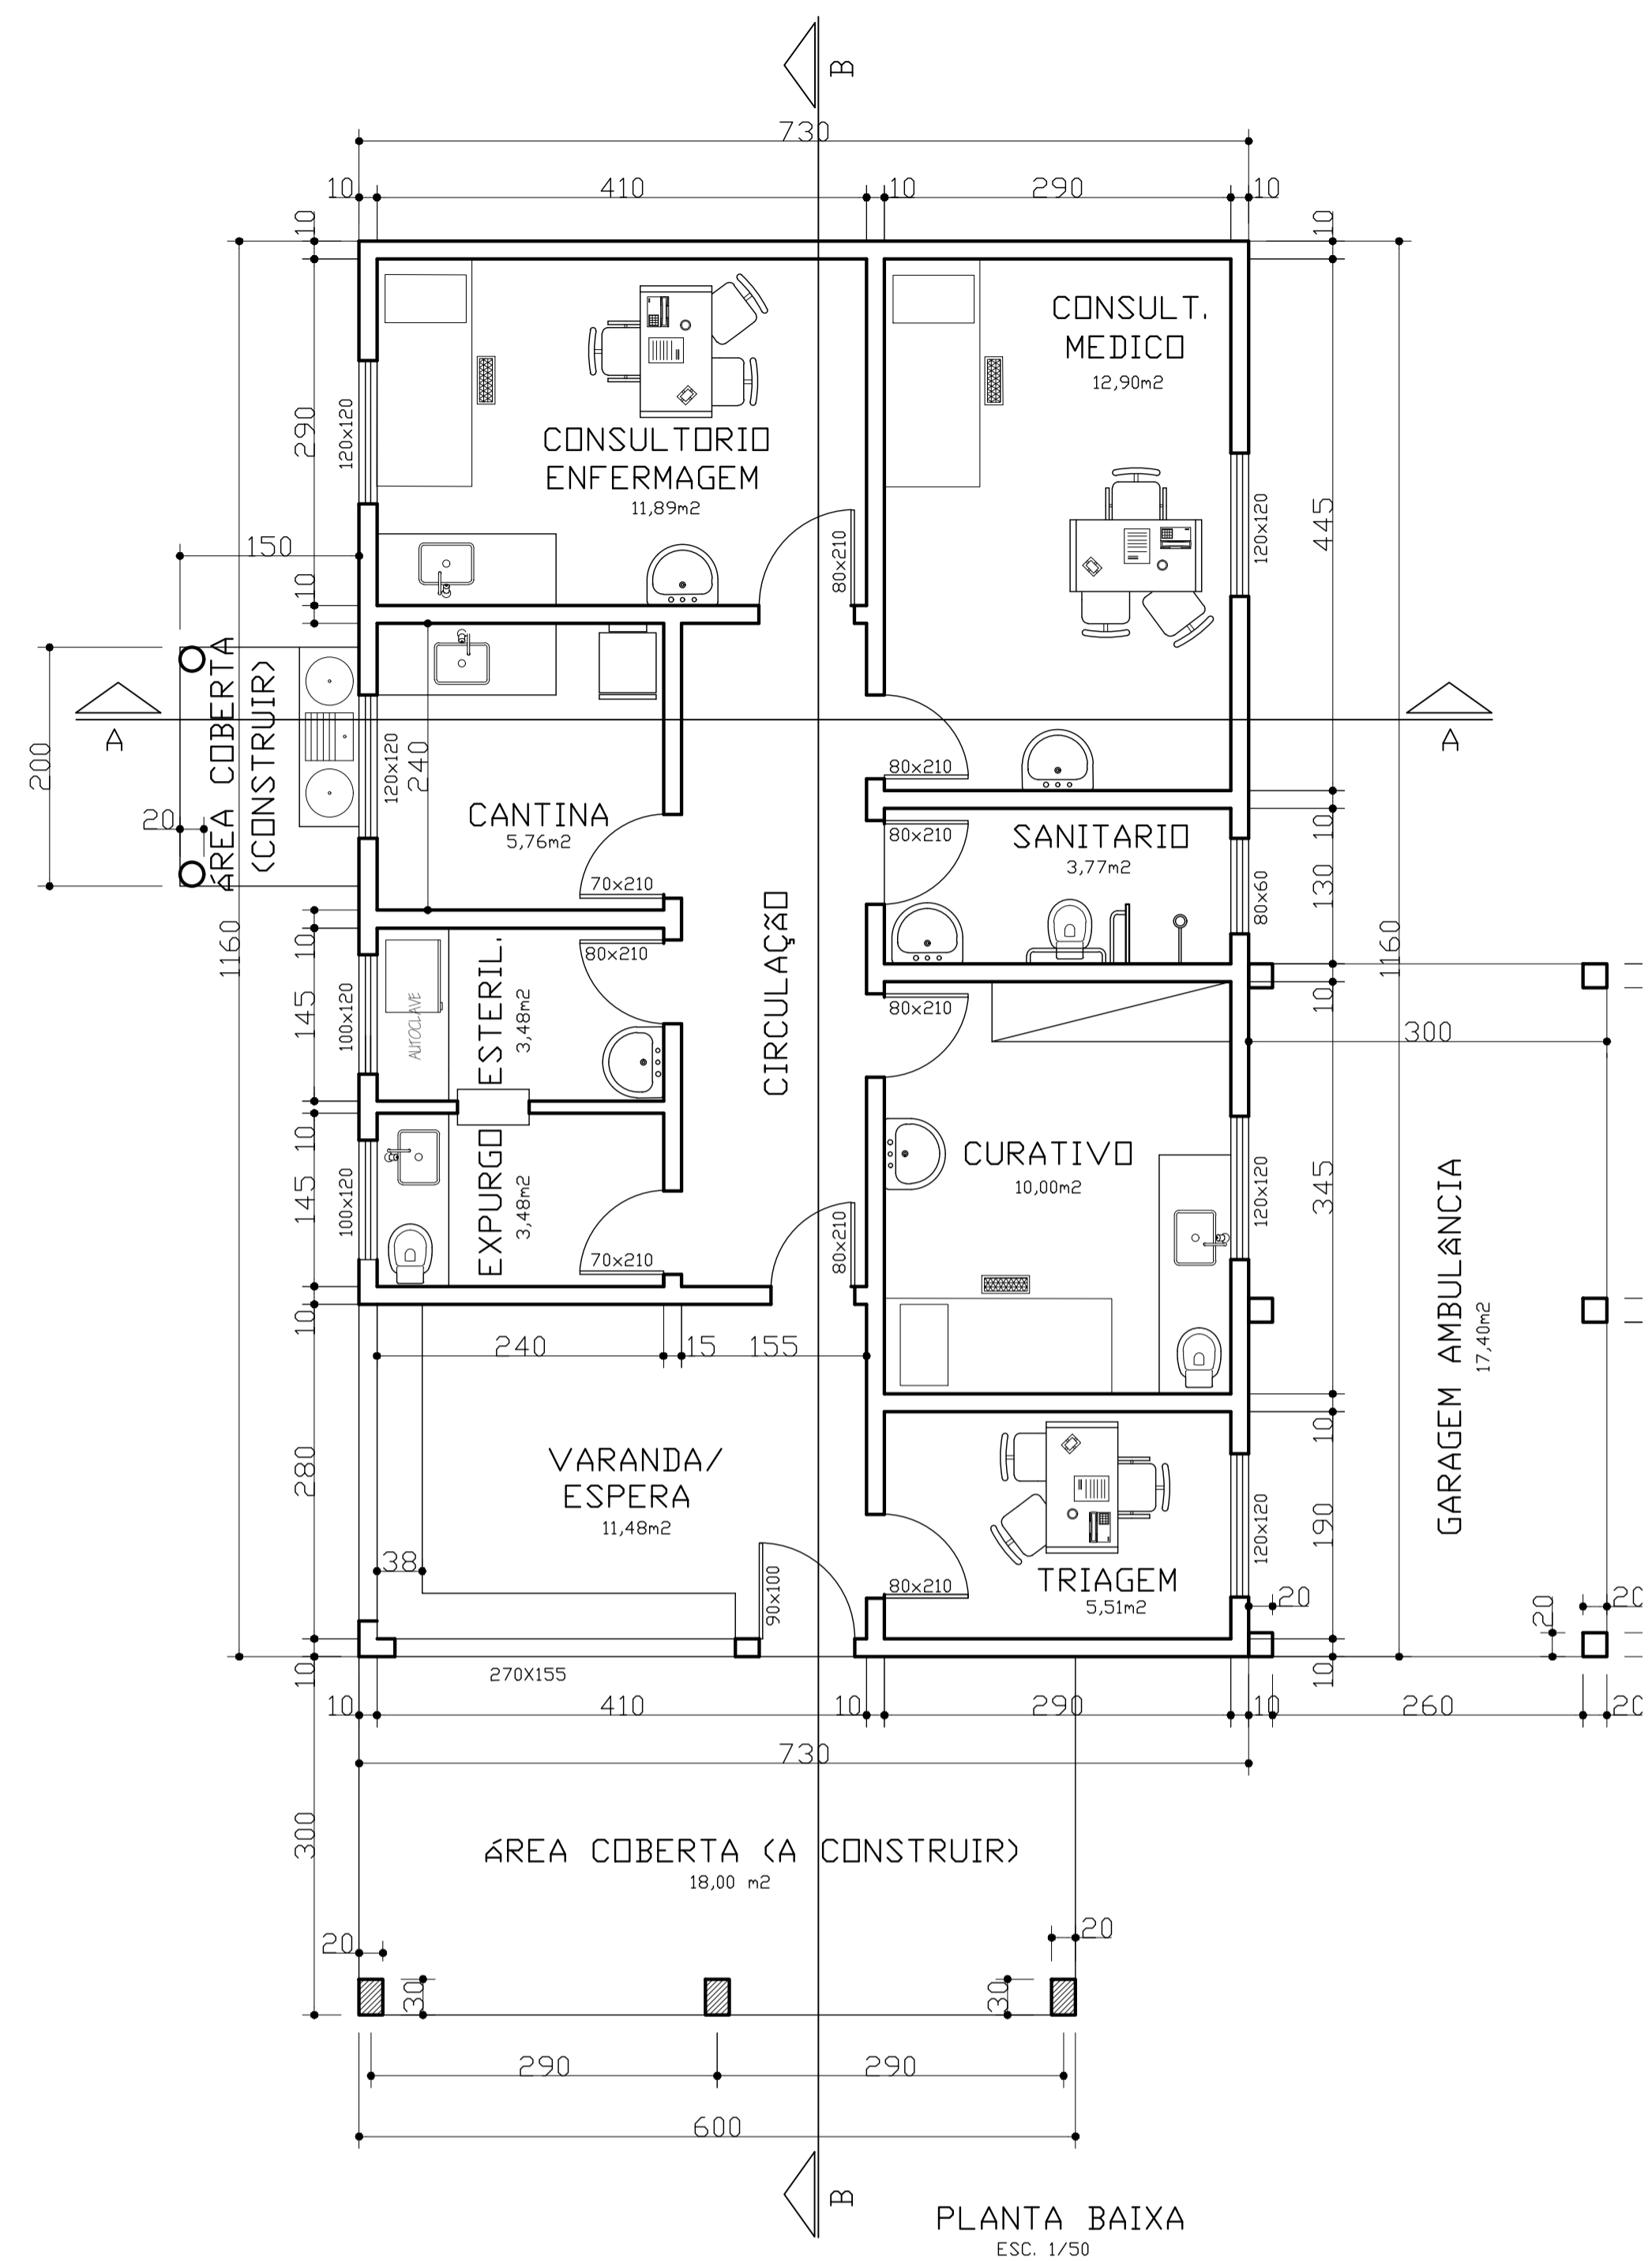 B
730
10
410
10
290
10
10
10
CONSULT.
MEDICO
12,90m2
290
120x120
CONSULTORIO
ENFERMAGEM
11,89m2
80x210
120x120
445
150
10
ÁREA COBERTA
(CONSTRUIR)
A
A
200
20
120x120
240
CANTINA
5,76m2
70x210
80x210
80x210
SANITARIO
3,77m2
10
130
80x60
1160
1160
CIRCULAÇÃO
10
145
100x120
AUTOCLAVE
ESTERIL.
3,48m2
80x210
80x210
10
300
10
145
100x120
EXPURGO
3,48m2
70x210
80x210
CURATIVO
10,00m2
120x120
345
GARAGEM AMBULÂNCIA
17,40m2
10
240
15
155
280
VARANDA/
ESPERA
11,48m2
38
90x100
80x210
TRIAGEM
5,51m2
120x120
10
190
20
20
20
10
270X155
10
10
410
10
290
10
260
20
730
300
ÁREA COBERTA (A CONSTRUIR)
18,00 m2
20
20
30
30
290
290
600
B
PLANTA BAIXA
ESC. 1/50